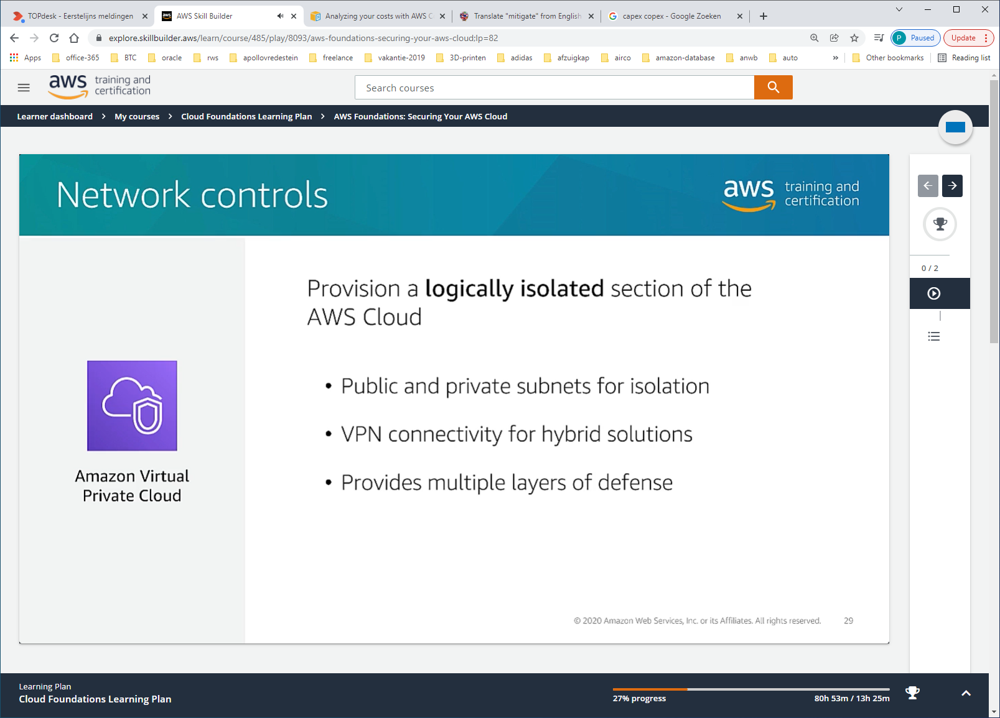 TOPdesk - Eerstelijns meldingen
AWS Skill Builder
Analyzing your costs with AWS C
Translate "mitigate" from English
capex copex - Google Zoeken
explore.skillbuilder.aws/learn/course/485/play/8093/aws-foundations-securing-your-aws-cloud;lp=82
P Paused
Update
Apps
office-365
BTC
oracle
rws
apollovredestein
freelance
vakantie-2019
3D-printen
adidas
afzuigkap
airco
amazon-database
anwb
auto
»
Other bookmarks
Reading list
aws training and
certification
Search courses
Learner dashboard > My courses > Cloud Foundations Learning Plan > AWS Foundations: Securing Your AWS Cloud
Network controls
aws training and
certification
Provision a logically isolated section of the
AWS Cloud
• Public and private subnets for isolation
• VPN connectivity for hybrid solutions
• Provides multiple layers of defense
Amazon Virtual
Private Cloud
© 2020 Amazon Web Services, Inc. or its Affiliates. All rights reserved. 29
0 / 2
Learning Plan
Cloud Foundations Learning Plan
27% progress
80h 53m / 13h 25m